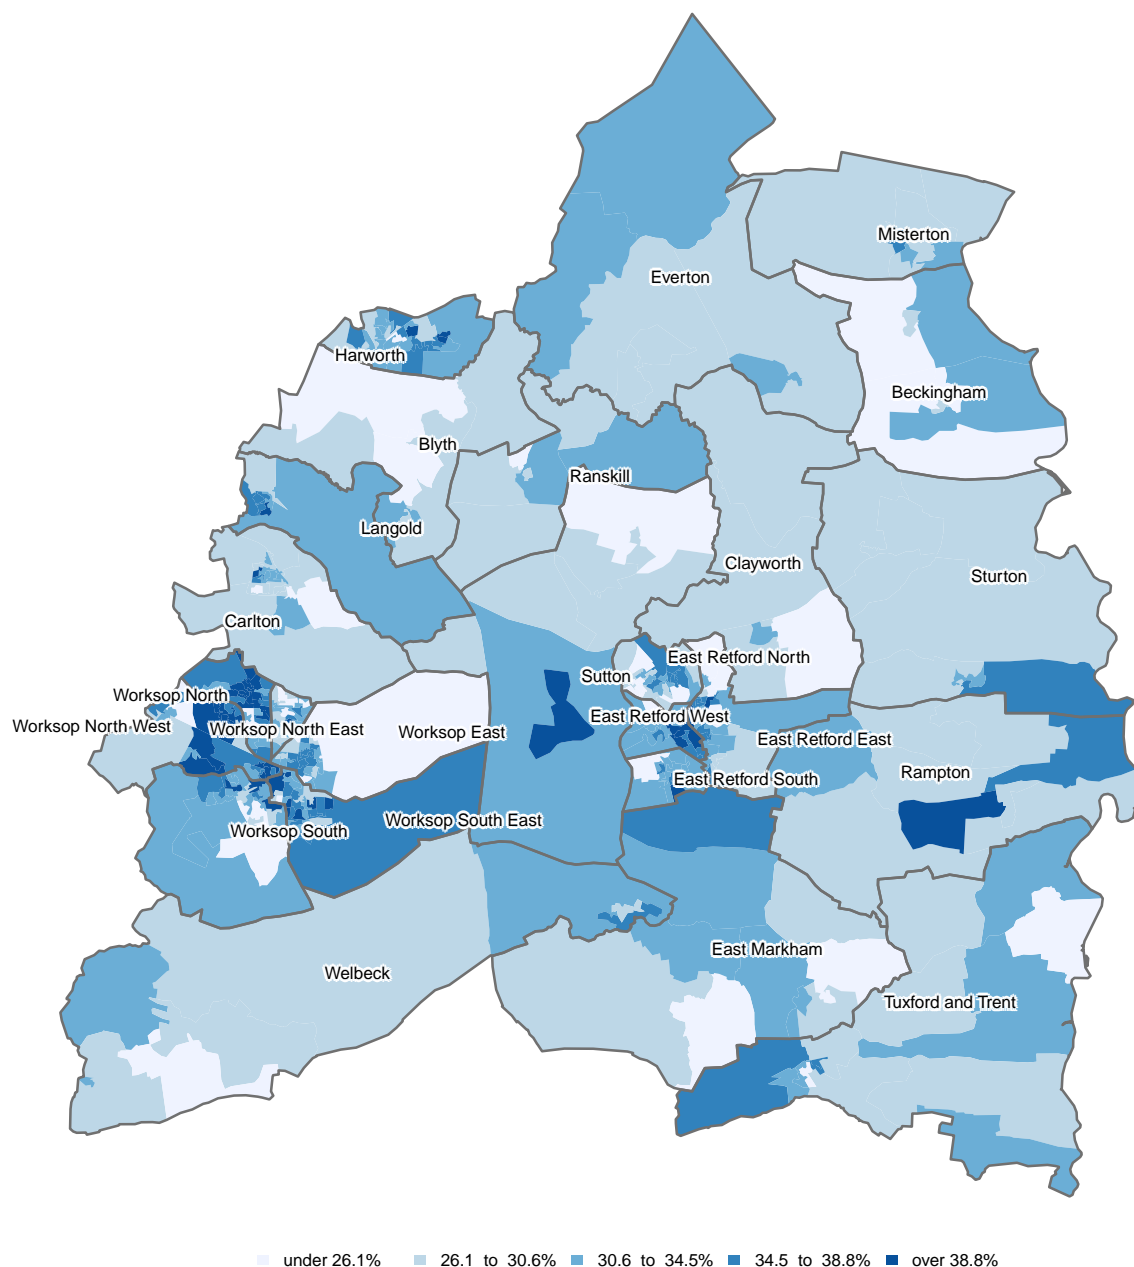 Misterton
Everton
Harworth
Beckingham
Blyth
Ranskill
Langold
Clayworth
Sturton
Carlton
East Retford North
Sutton
Worksop North
East Retford West
Worksop North West
Worksop North East
Worksop East
East Retford East
Rampton
East Retford South
Worksop South East
Worksop South
East Markham
Welbeck
Tuxford and Trent
under 26.1% 26.1 to 30.6% 30.6 to 34.5% 34.5 to 38.8% over 38.8%